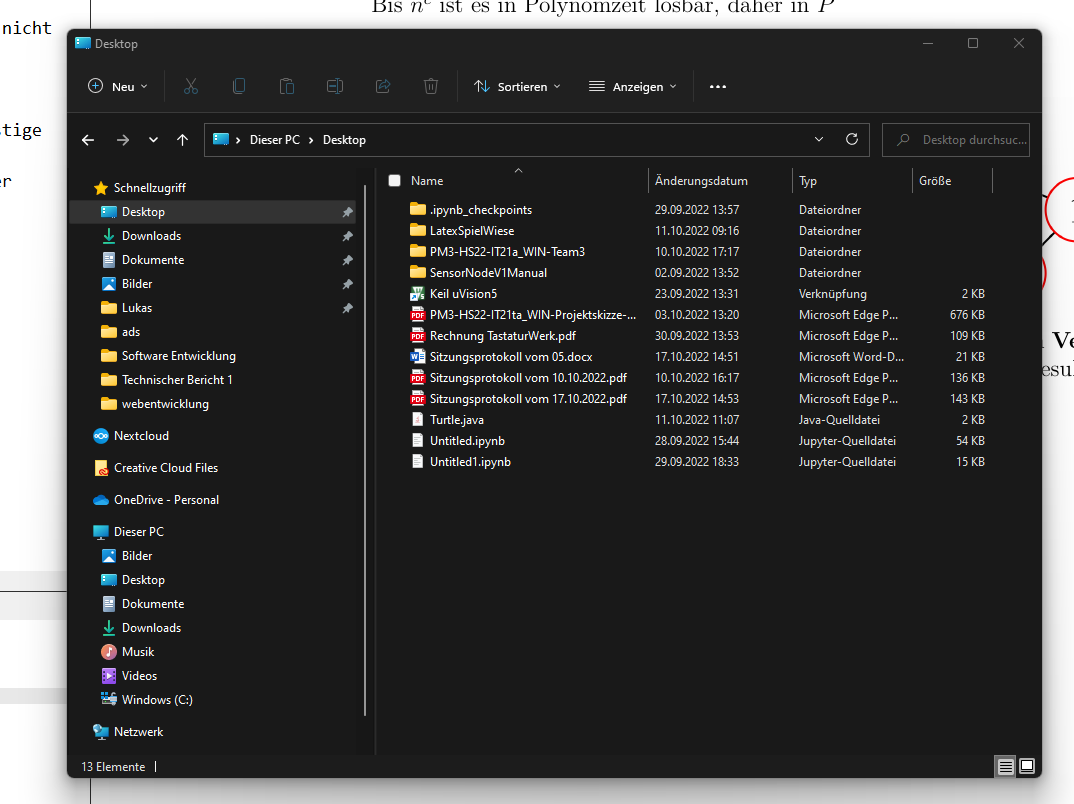 Bis n^c ist es in Polynomzeit lösbar, daher in P
nicht
Desktop
Neu
Sortieren
Anzeigen
stige
Dieser PC > Desktop
Desktop durchsuc...
er
Schnellzugriff
Desktop
Downloads
Dokumente
Bilder
Lukas
ads
Software Entwicklung
Technischer Bericht 1
webentwicklung
Nextcloud
Creative Cloud Files
OneDrive - Personal
Dieser PC
Bilder
Desktop
Dokumente
Downloads
Musik
Videos
Windows (C:)
Netzwerk
Name Änderungsdatum Typ Größe
.ipynb_checkpoints 29.09.2022 13:57 Dateiordner
LatexSpielWiese 11.10.2022 09:16 Dateiordner
PM3-HS22-IT21a_WIN-Team3 10.10.2022 17:17 Dateiordner
SensorNodeV1Manual 02.09.2022 13:52 Dateiordner
Keil uVision5 23.09.2022 13:31 Verknüpfung 2 KB
PM3-HS22-IT21ta_WIN-Projektskizze-... 03.10.2022 13:20 Microsoft Edge P... 676 KB
Rechnung TastaturWerk.pdf 30.09.2022 13:53 Microsoft Edge P... 109 KB
Sitzungsprotokoll vom 05.docx 17.10.2022 14:51 Microsoft Word-D... 21 KB
Sitzungsprotokoll vom 10.10.2022.pdf 10.10.2022 16:17 Microsoft Edge P... 136 KB
Sitzungsprotokoll vom 17.10.2022.pdf 17.10.2022 14:53 Microsoft Edge P... 143 KB
Turtle.java 11.10.2022 11:07 Java-Quelldatei 2 KB
Untitled.ipynb 28.09.2022 15:44 Jupyter-Quelldatei 54 KB
Untitled1.ipynb 29.09.2022 18:33 Jupyter-Quelldatei 15 KB
Ve
esul
13 Elemente